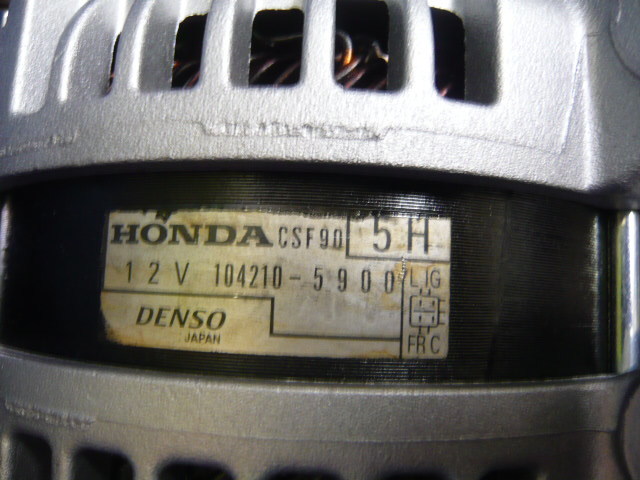 HONDA CSF90 5H
12V 104210-5900
L IG
DENSO
JAPAN
FR C